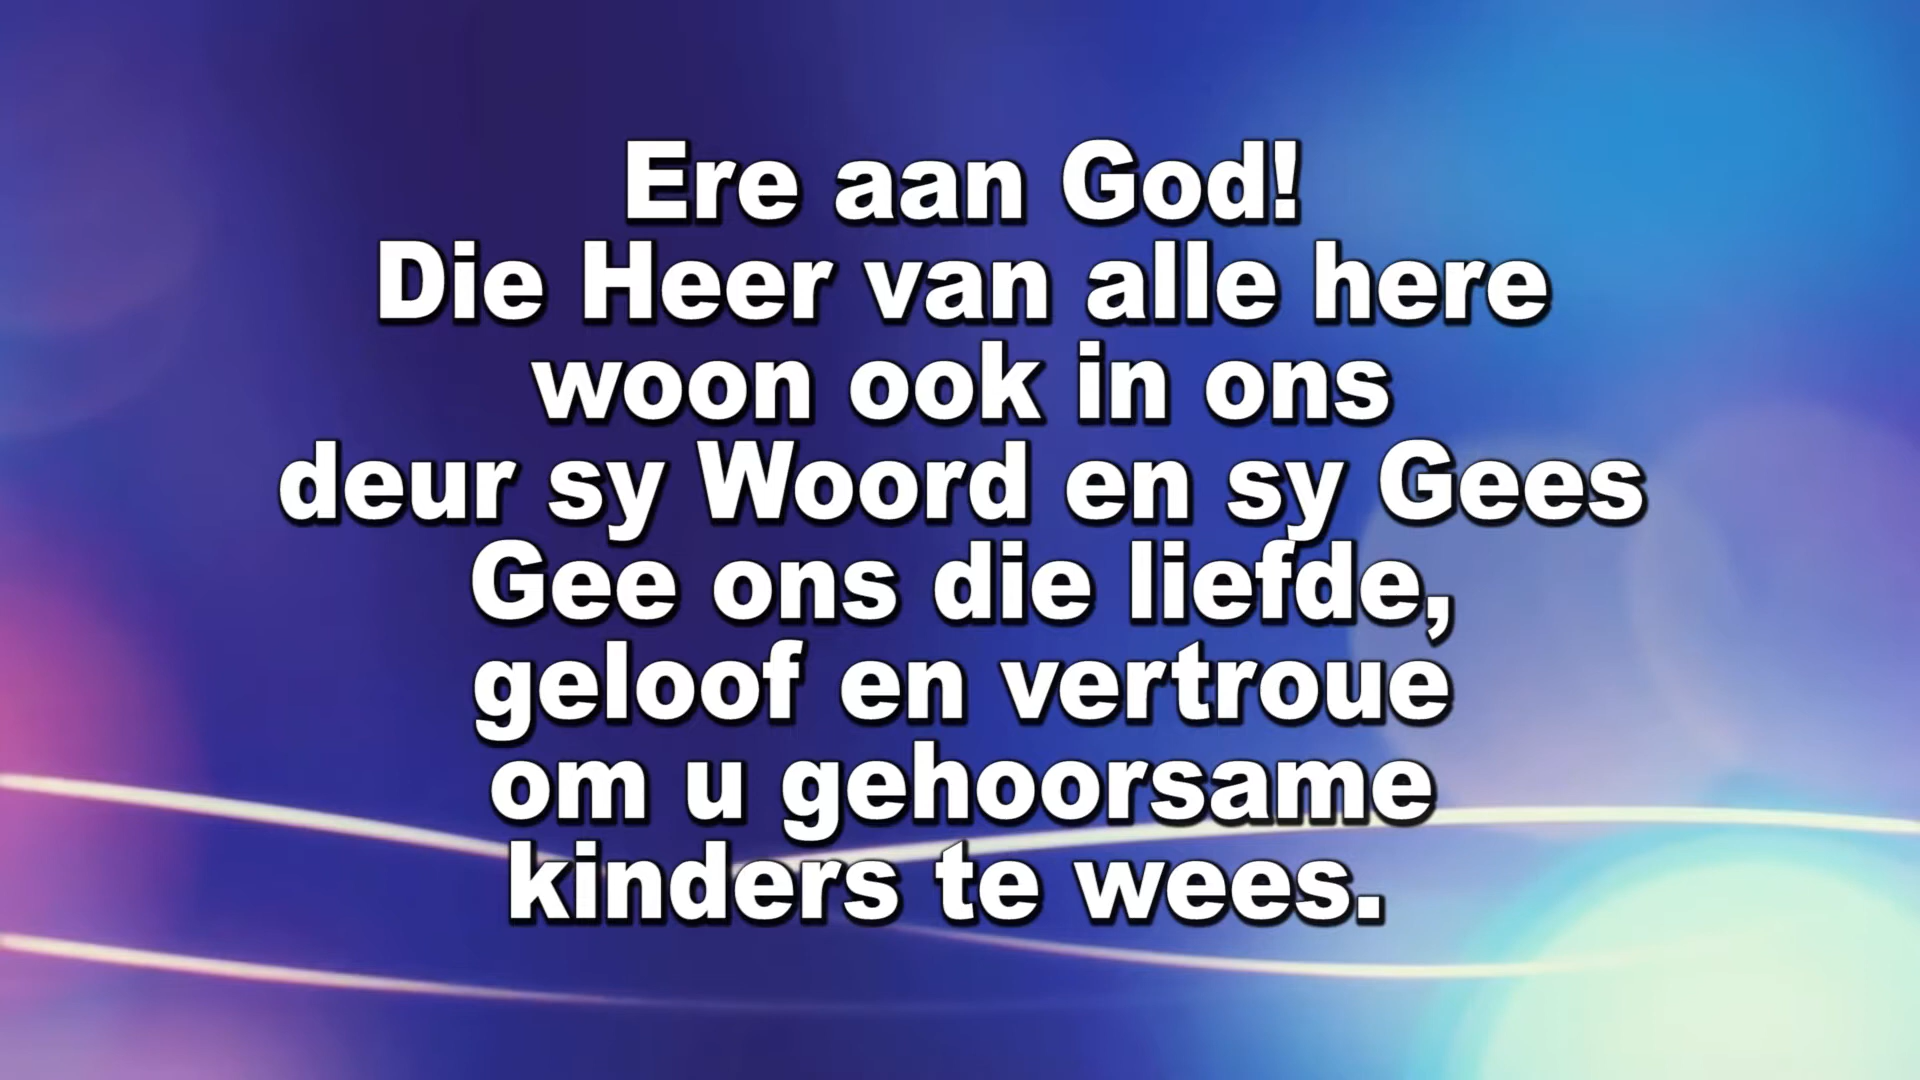 Ere aan God!
Die Heer van alle here
woon ook in ons
deur sy Woord en sy Gees
Gee ons die liefde,
geloof en vertroue
om u gehoorsame
kinders te wees.